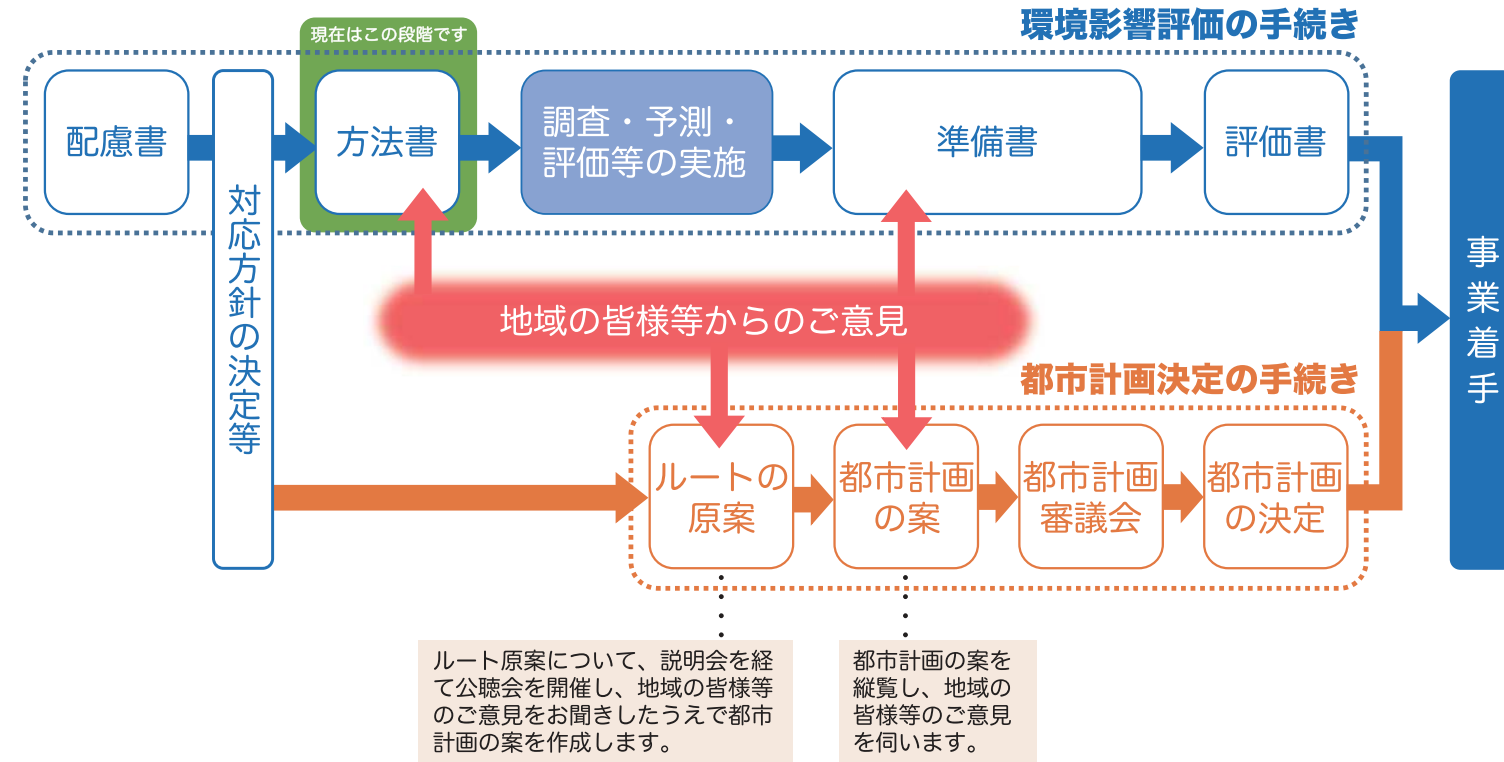 環境影響評価の手続き
現在はこの段階です
配慮書
対応方針の決定等
方法書
調査・予測・
評価等の実施
準備書
評価書
事業着手
地域の皆様等からのご意見
都市計画決定の手続き
ルートの
原案
都市計画
の案
都市計画
審議会
都市計画
の決定
ルート原案について、説明会を経
て公聴会を開催し、地域の皆様等
のご意見をお聞きしたうえで都市
計画の案を作成します。
都市計画の案を
縦覧し、地域の
皆様等のご意見
を伺います。